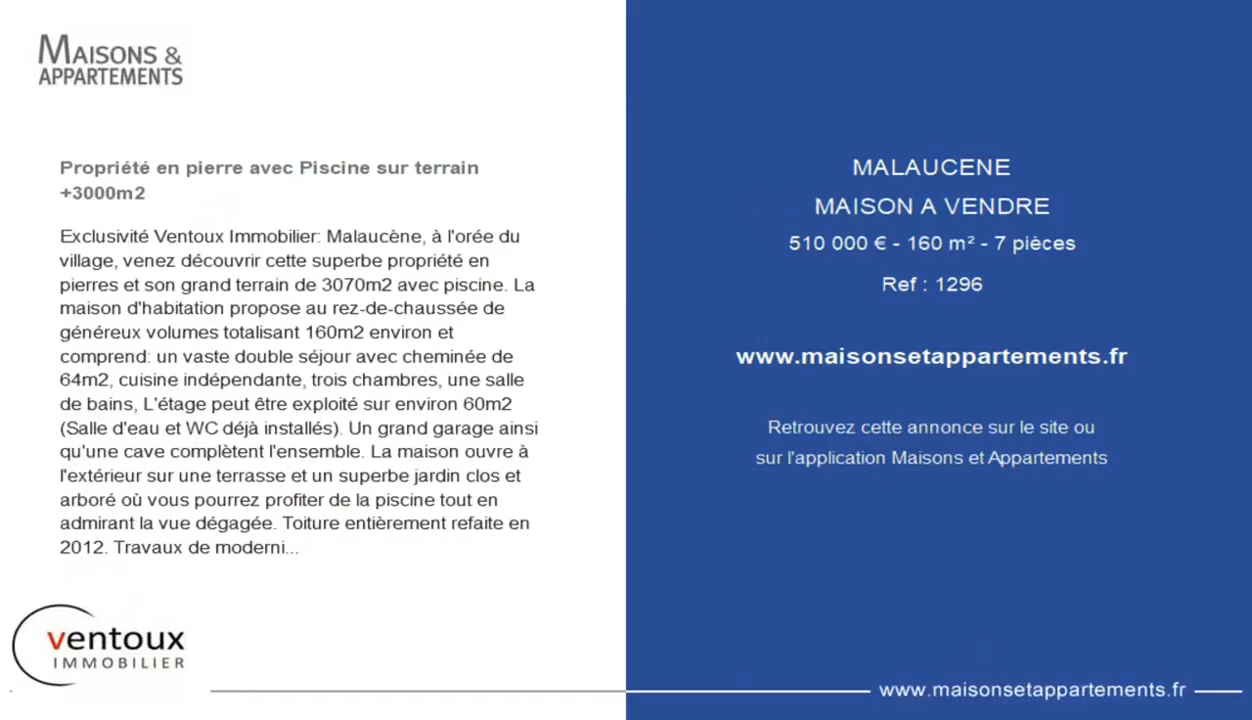 MAISONS &
APPARTEMENTS
Propriété en pierre avec Piscine sur terrain
+3000m2
Exclusivité Ventoux Immobilier: Malaucène, à l'orée du
village, venez découvrir cette superbe propriété en
pierres et son grand terrain de 3070m2 avec piscine. La
maison d'habitation propose au rez-de-chaussée de
généreux volumes totalisant 160m2 environ et
comprend: un vaste double séjour avec cheminée de
64m2, cuisine indépendante, trois chambres, une salle
de bains, L'étage peut être exploité sur environ 60m2
(Salle d'eau et WC déjà installés). Un grand garage ainsi
qu'une cave complètent l'ensemble. La maison ouvre à
l'extérieur sur une terrasse et un superbe jardin clos et
arboré où vous pourrez profiter de la piscine tout en
admirant la vue dégagée. Toiture entièrement refaite en
2012. Travaux de moderni...
ventoux
IMMOBILIER
MALAUCENE
MAISON A VENDRE
510 000 € - 160 m² - 7 pièces
Ref : 1296
www.maisonsetappartements.fr
Retrouvez cette annonce sur le site ou
sur l'application Maisons et Appartements
www.maisonsetappartements.fr